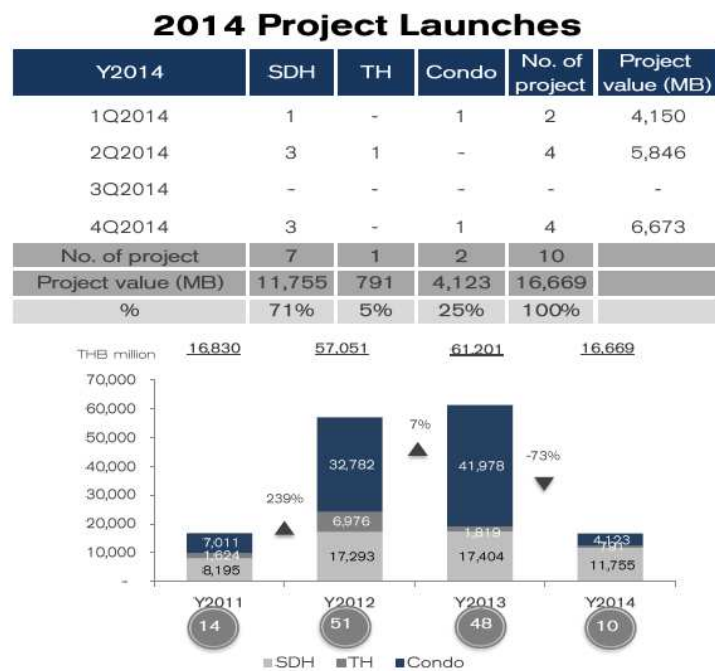 2014 Project Launches
Y2014 SDH TH Condo No. of project Project value (MB)
1Q2014 1 - 1 2 4,150
2Q2014 3 1 - 4 5,846
3Q2014 - - - - -
4Q2014 3 - 1 4 6,673
No. of project 7 1 2 10
Project value (MB) 11,755 791 4,123 16,669
% 71% 5% 25% 100%
THB million 16,830 57,051 61,201 16,669
70,000
60,000
50,000
40,000
30,000
20,000
10,000
-
239%
7%
-73%
7,011
1,624
8,195
32,782
6,976
17,293
41,978
1,819
17,404
4,123
791
11,755
Y2011 Y2012 Y2013 Y2014
14 51 48 10
SDH TH Condo